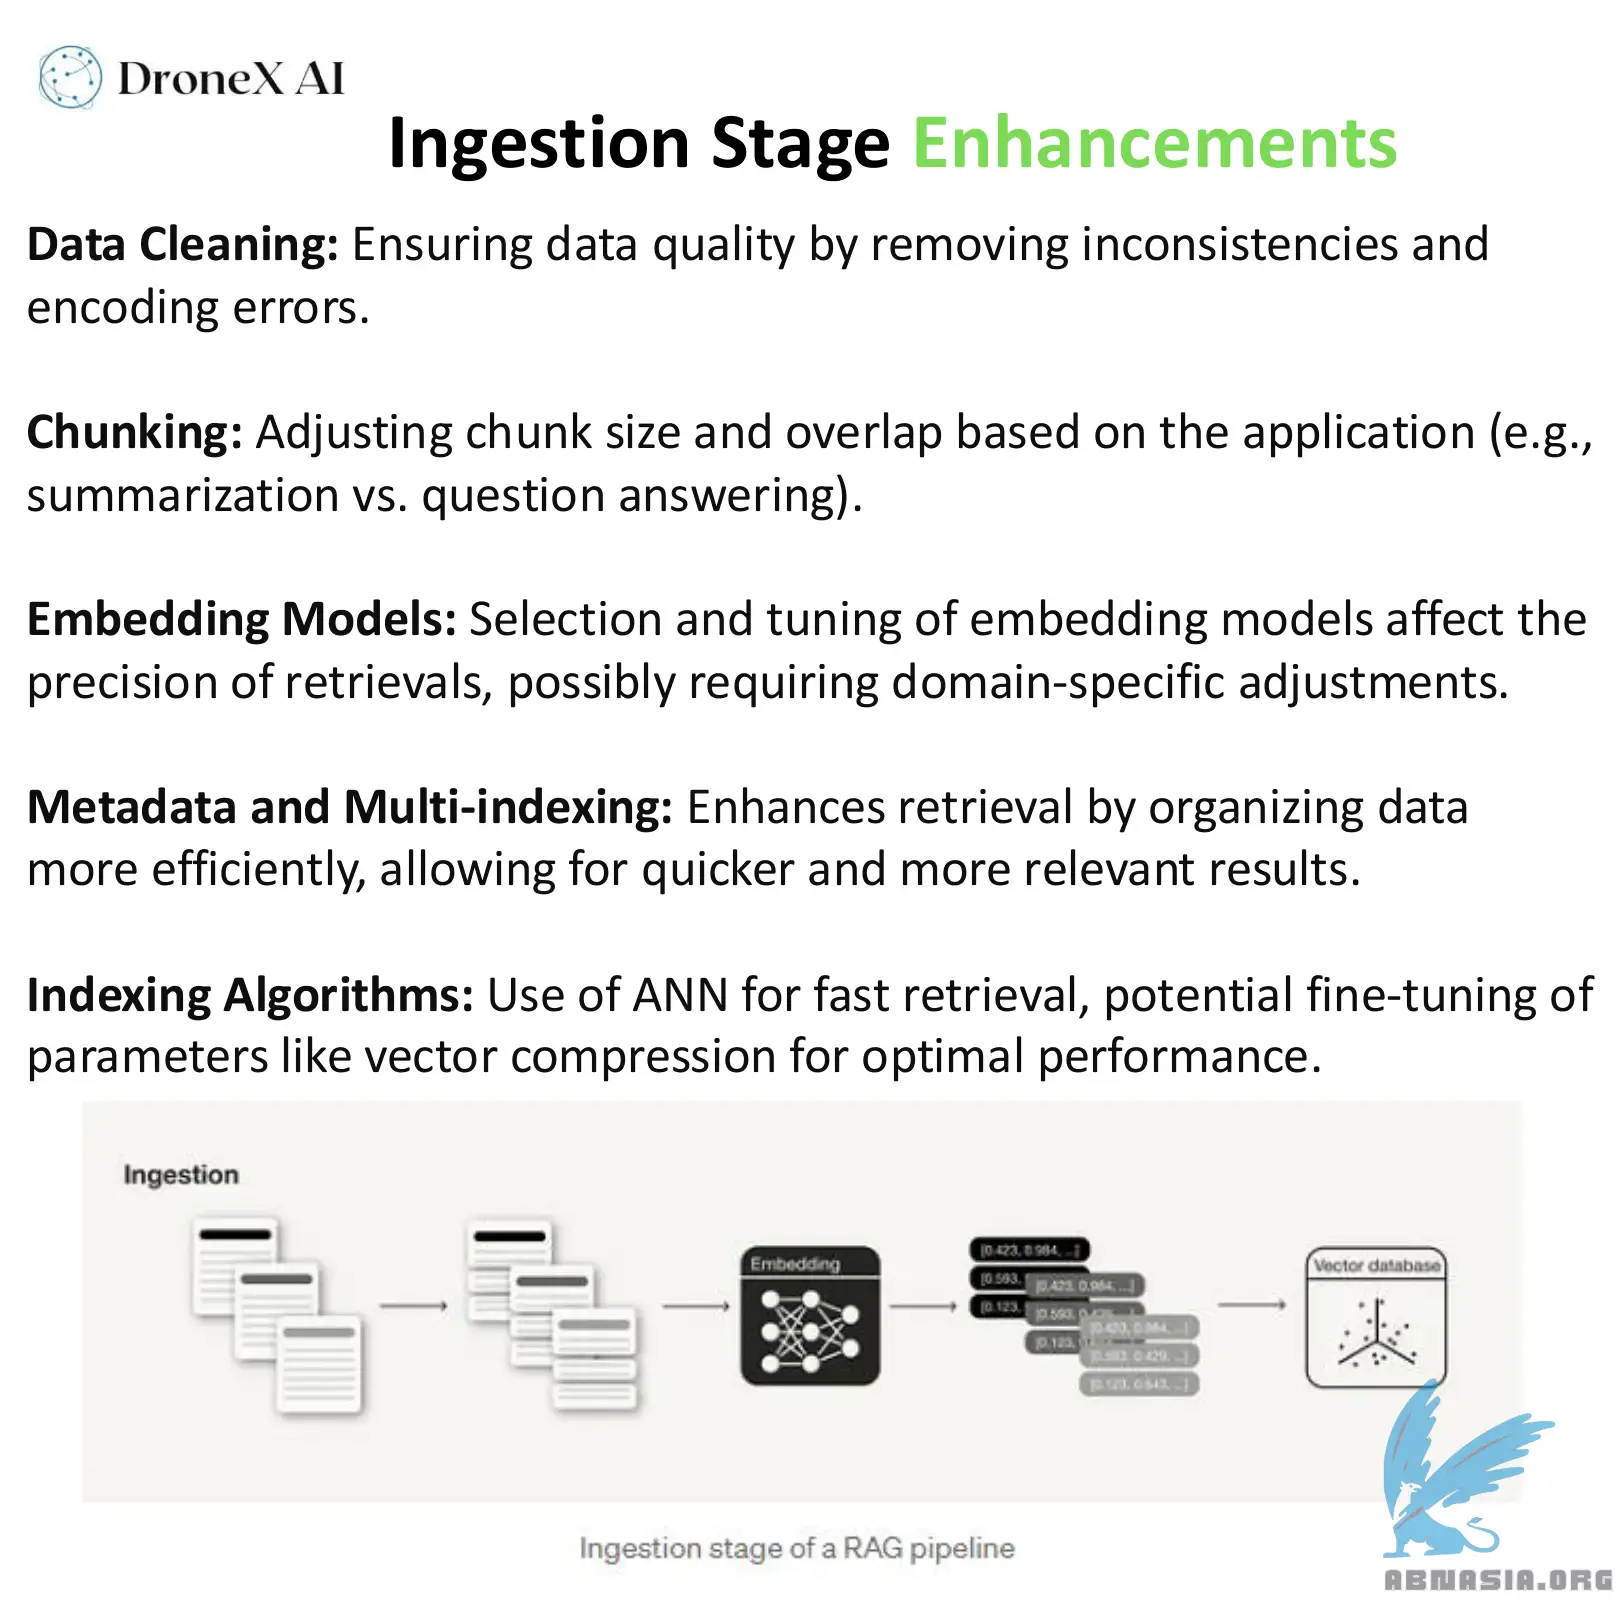 DroneX AI
Ingestion Stage Enhancements
Data Cleaning: Ensuring data quality by removing inconsistencies and
encoding errors.
Chunking: Adjusting chunk size and overlap based on the application (e.g.,
summarization vs. question answering).
Embedding Models: Selection and tuning of embedding models affect the
precision of retrievals, possibly requiring domain-specific adjustments.
Metadata and Multi-indexing: Enhances retrieval by organizing data
more efficiently, allowing for quicker and more relevant results.
Indexing Algorithms: Use of ANN for fast retrieval, potential fine-tuning of
parameters like vector compression for optimal performance.
Ingestion
Embedding
[0.423, 0.984, ...]
[0.593,
[0.123,
[0.423, 0.984, ...]
[0.593,
[0.123,
[0.423, 0.984, ...]
[0.593, 0.429, ...]
Vector database
Ingestion stage of a RAG pipeline
ABNASIA.ORG